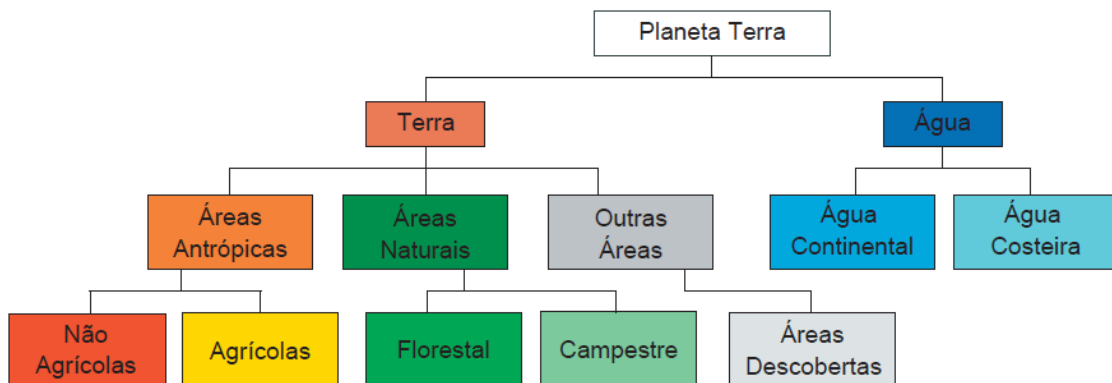 Planeta Terra
Terra
Água
Áreas
Antrópicas
Áreas
Naturais
Outras
Áreas
Água
Continental
Água
Costeira
Não
Agrícolas
Agrícolas
Florestal
Campestre
Áreas
Descobertas